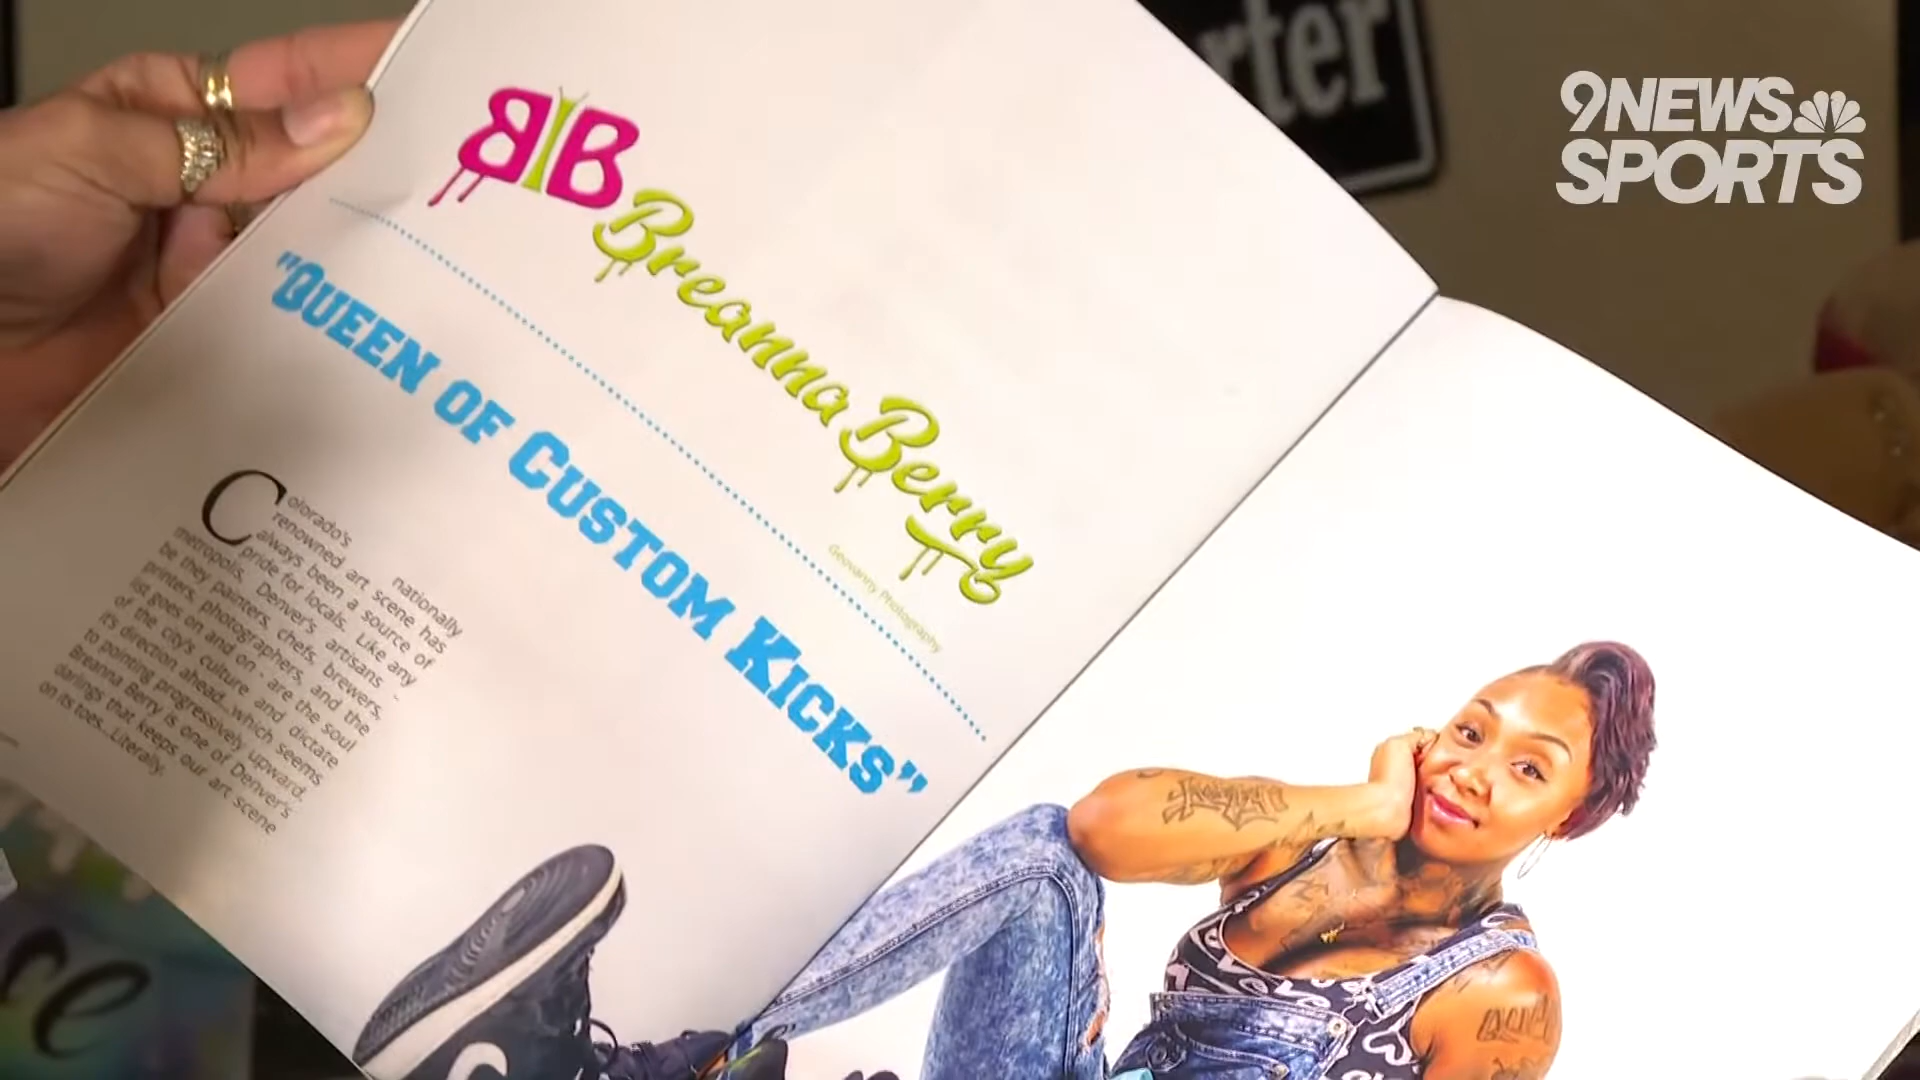 BB
Breanna Berry
Geovanny Photography
"QUEEN OF CUSTOM KICKS"
Colorado's nationally
renowned art scene has
always been a source of
pride for locals. Like any
metropolis, Denver's artisans -
be they painters, chefs, brewers,
printers, photographers, and the
list goes on and on - are the soul
of the city's culture and dictate
its direction ahead...which seems
to pointing progressively upward.
Breanna Berry is one of Denver's
darlings that keeps our art scene
on its toes...Literally.
rter
9NEWS
SPORTS